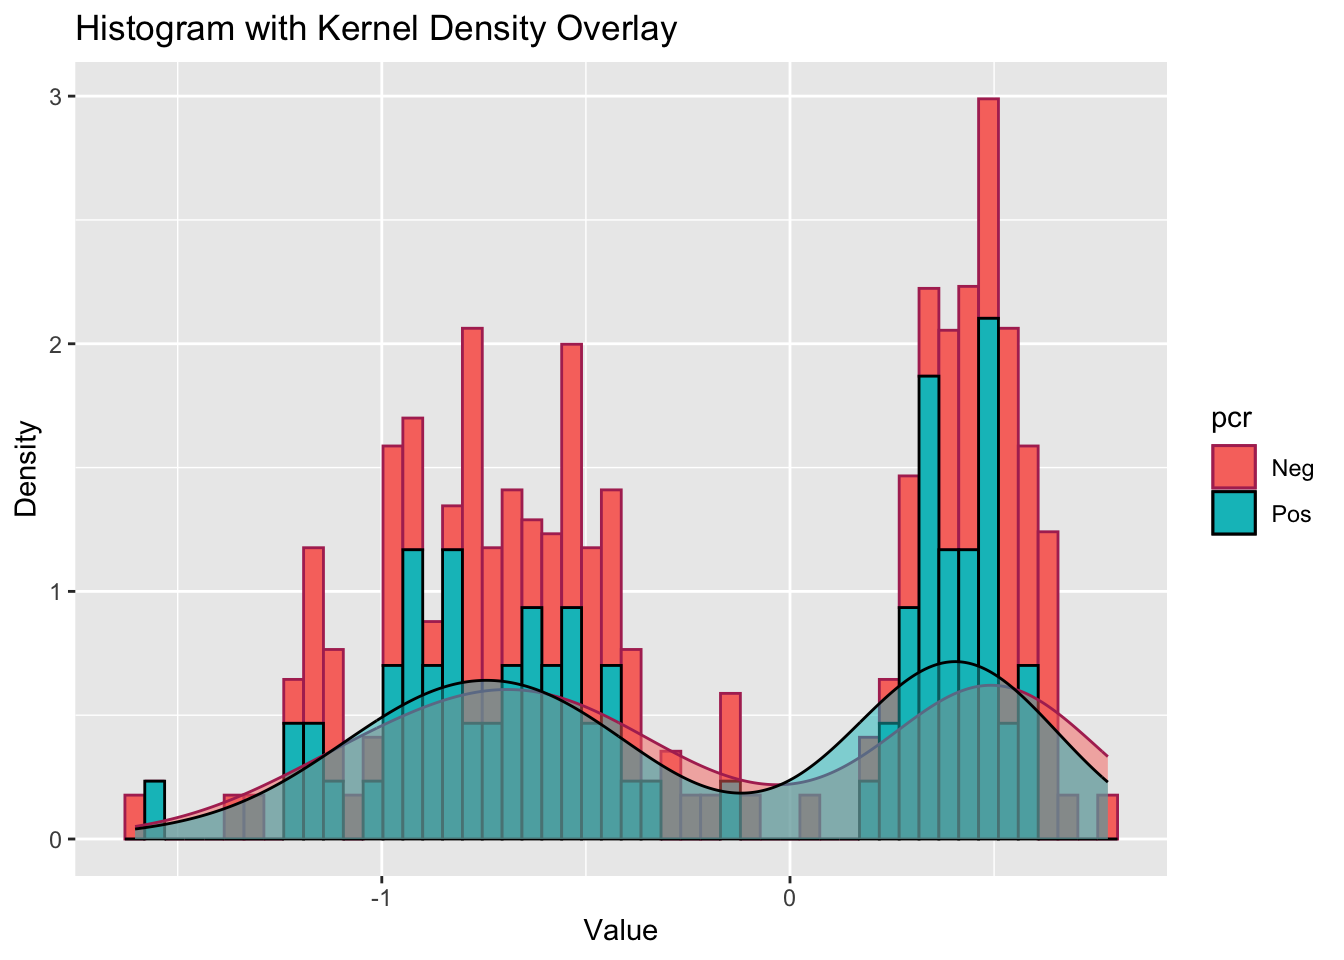 Histogram with Kernel Density Overlay
3
2
1
0
Density
-1
0
Value
pcr
Neg
Pos